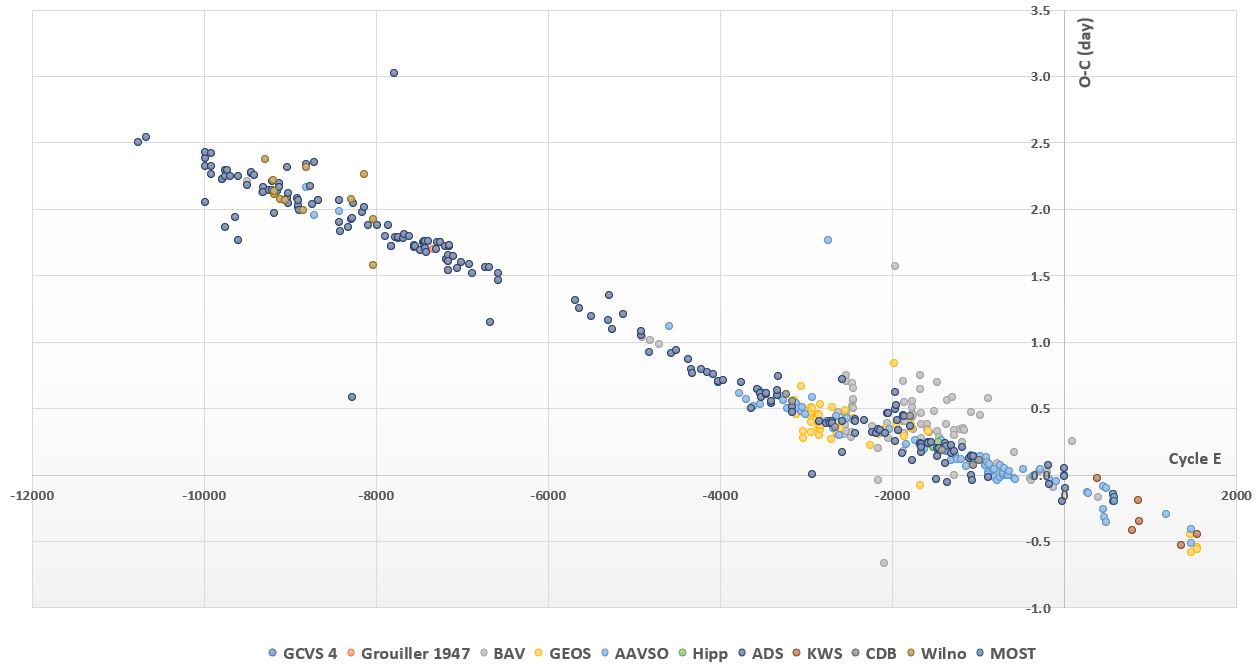 3.5
O-C (day)
3.0
2.5
2.0
1.5
1.0
0.5
Cycle E
0.0
-12000 -10000 -8000 -6000 -4000 -2000 0 2000
-0.5
-1.0
GCVS 4 Grouiller 1947 BAV GEOS AAVSO Hipp ADS KWS CDB Wilno MOST